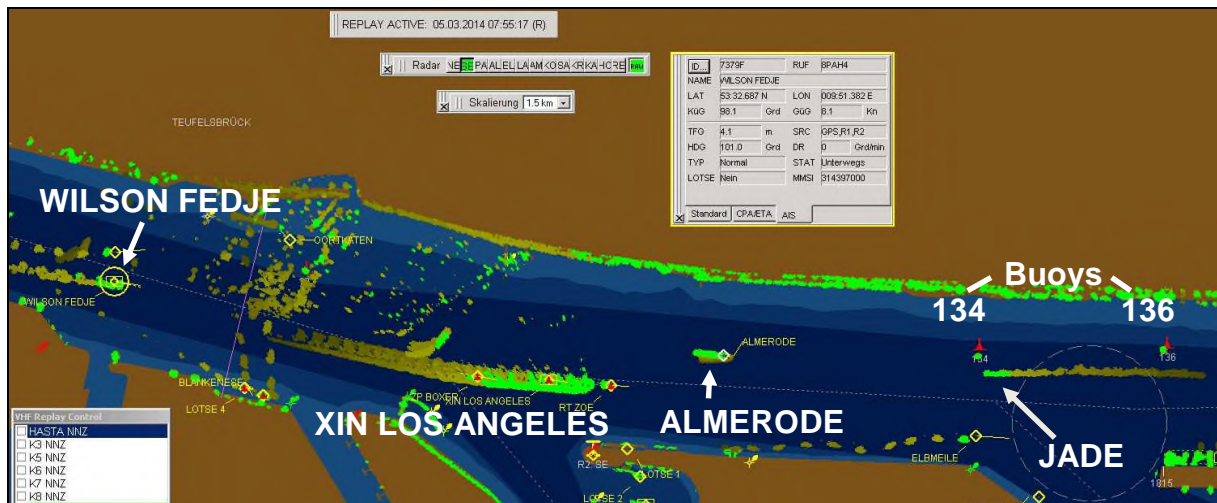 REPLAY ACTIVE: 05.03.2014 07:55:17 (R)
Radar NESEPAALELLAAMKOSAKRKAHCRE RAW
Skalierung 1.5 km
ID... 7379F RUF 8PAH4
NAME WILSON FEDJE
LAT 53:32.687 N LON 009:51.382 E
KüG 98.1 Grd GüG 8.1 Kn
TFG 4.1 m SRC GPS,R1,R2
HDG 101.0 Grd DR 0 Grd/min
TYP Normal STAT Unterwegs
LOTSE Nein MMSI 314397000
Standard CPA/ETA AIS
TEUFELSBRÜCK
WILSON FEDJE
OORTKATEN
WILSON FEDJE
Buoys
134 136
134 136
ALMERODE
BLANKENESE
LOTSE 4
ZP BOXER
XIN LOS ANGELES
RT ZOE
XIN LOS ANGELES
ALMERODE
JADE
ELBMEILE
R2: SE
LOTSE 1
LOTSE 2
1815
VHF Replay Control
HASTA NNZ
K3 NNZ
K5 NNZ
K6 NNZ
K7 NNZ
K8 NNZ